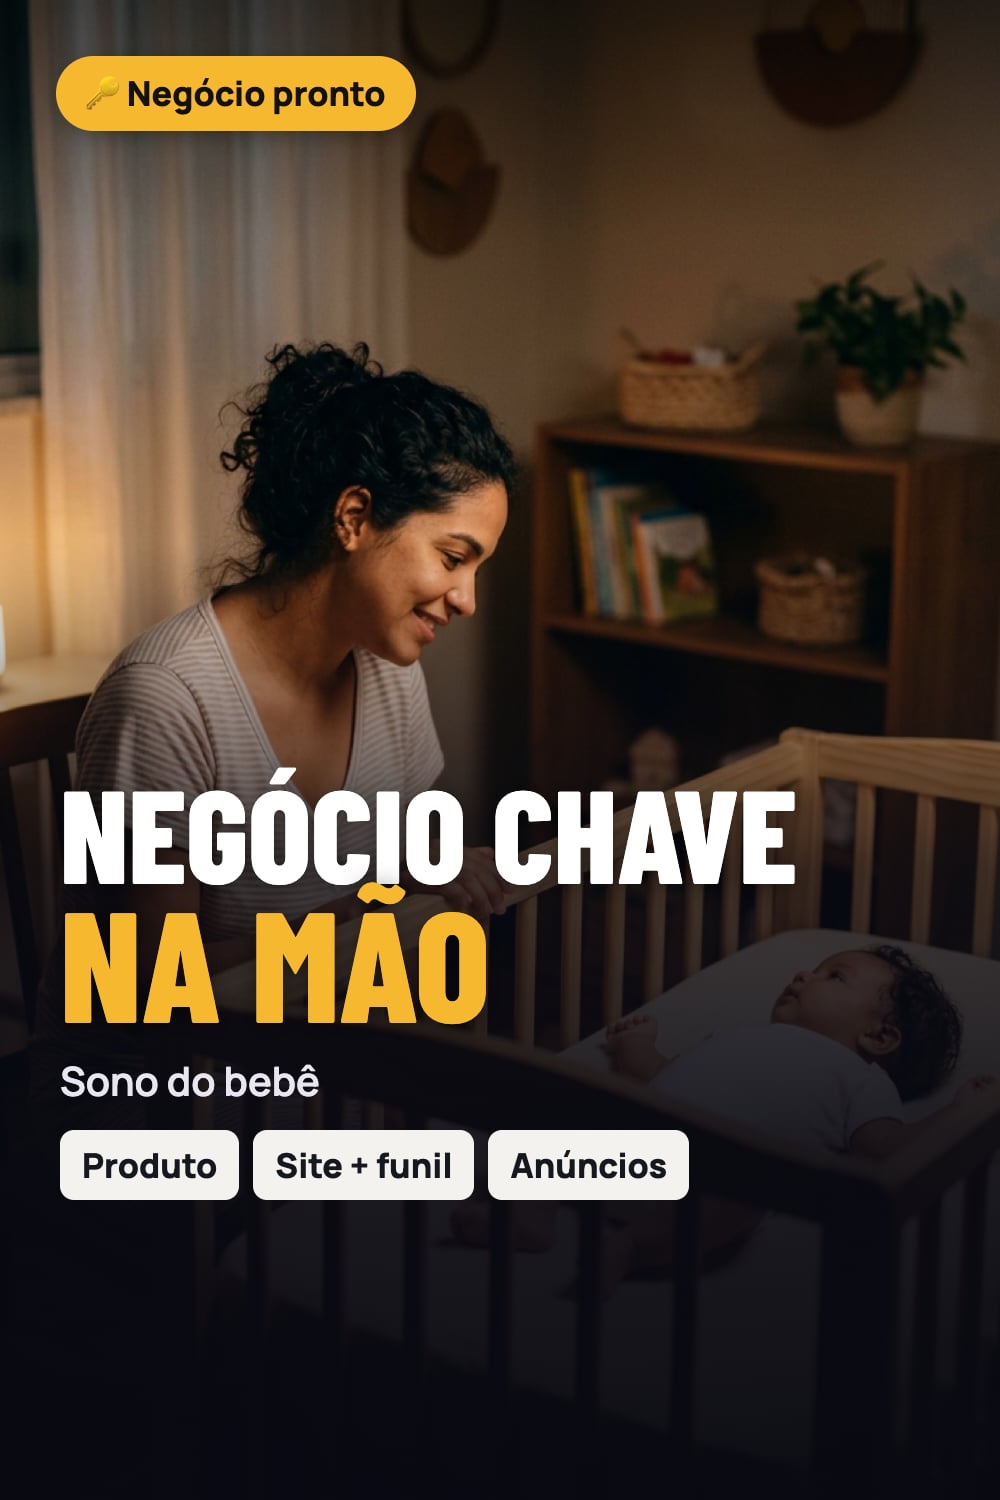 🔑 Negócio pronto
NEGÓCIO CHAVE
NA MÃO
Sono do bebê
Produto
Site + funil
Anúncios